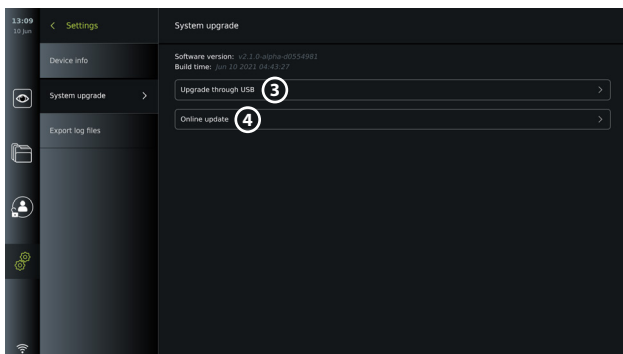 13:09
10 Jun
Settings
Device info
System upgrade
Export log files
System upgrade
Software version: v2.1.0-alpha-d0554981
Build time: Jun 10 2021 04:43:27
Upgrade through USB 3
Online update 4